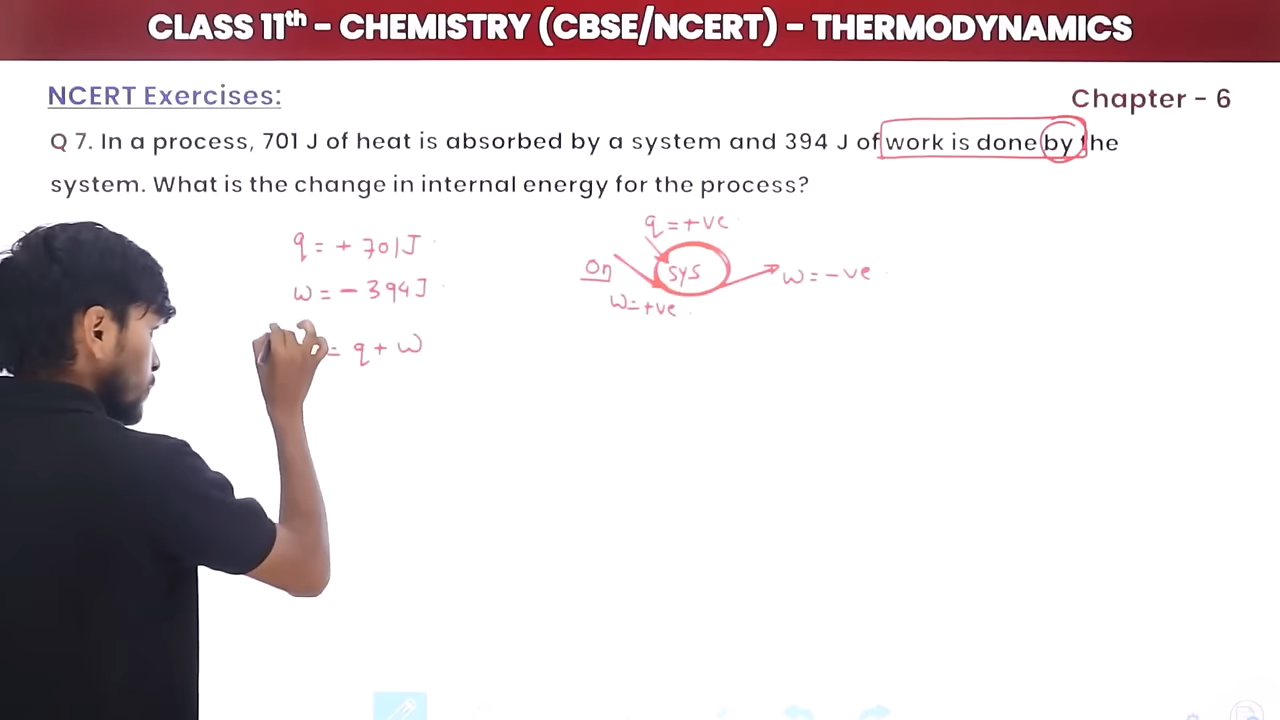 CLASS 11th - CHEMISTRY (CBSE/NCERT) - THERMODYNAMICS
NCERT Exercises:
Chapter - 6
Q 7. In a process, 701 J of heat is absorbed by a system and 394 J of work is done by the
system. What is the change in internal energy for the process?
q = + 701J
w = - 394J
= q + w
q = +ve
On
sys
w = -ve
w = +ve